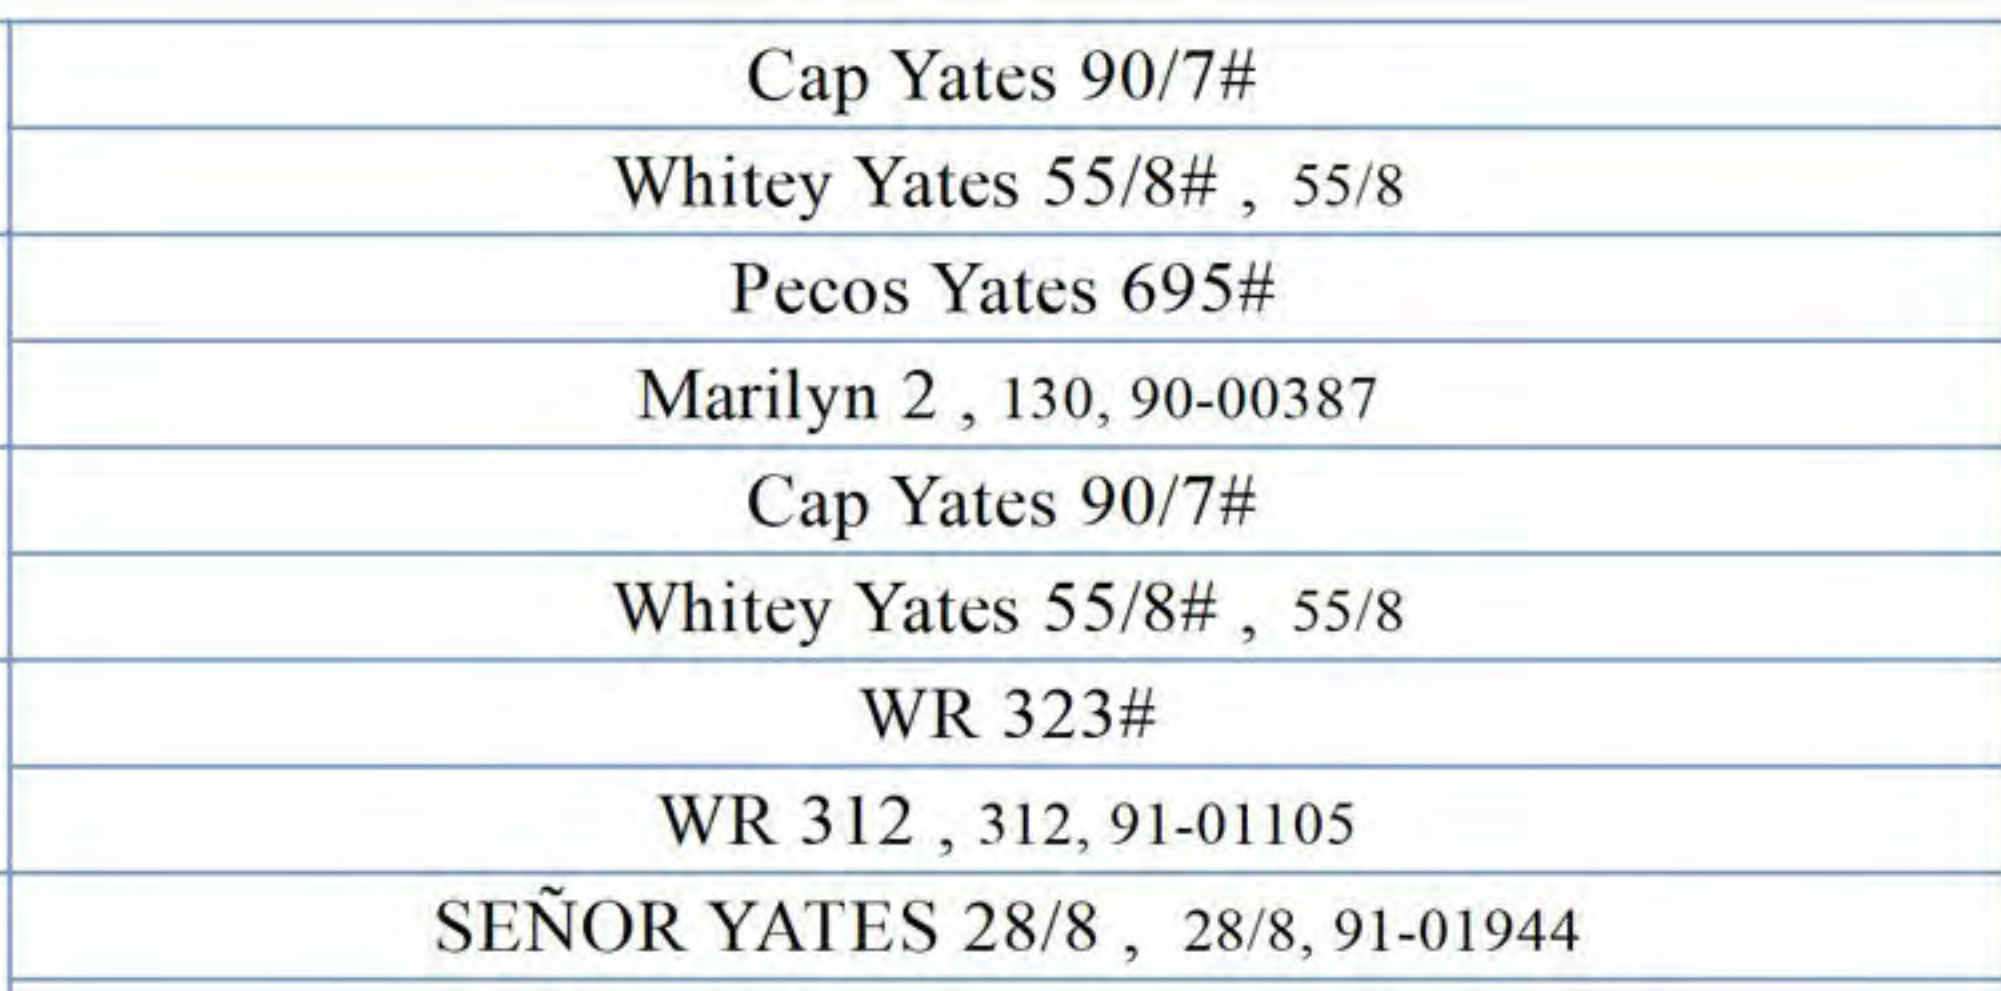 Cap Yates 90/7#
Whitey Yates 55/8# , 55/8
Pecos Yates 695#
Marilyn 2 , 130, 90-00387
Cap Yates 90/7#
Whitey Yates 55/8# , 55/8
WR 323#
WR 312 , 312, 91-01105
SEÑOR YATES 28/8 , 28/8, 91-01944